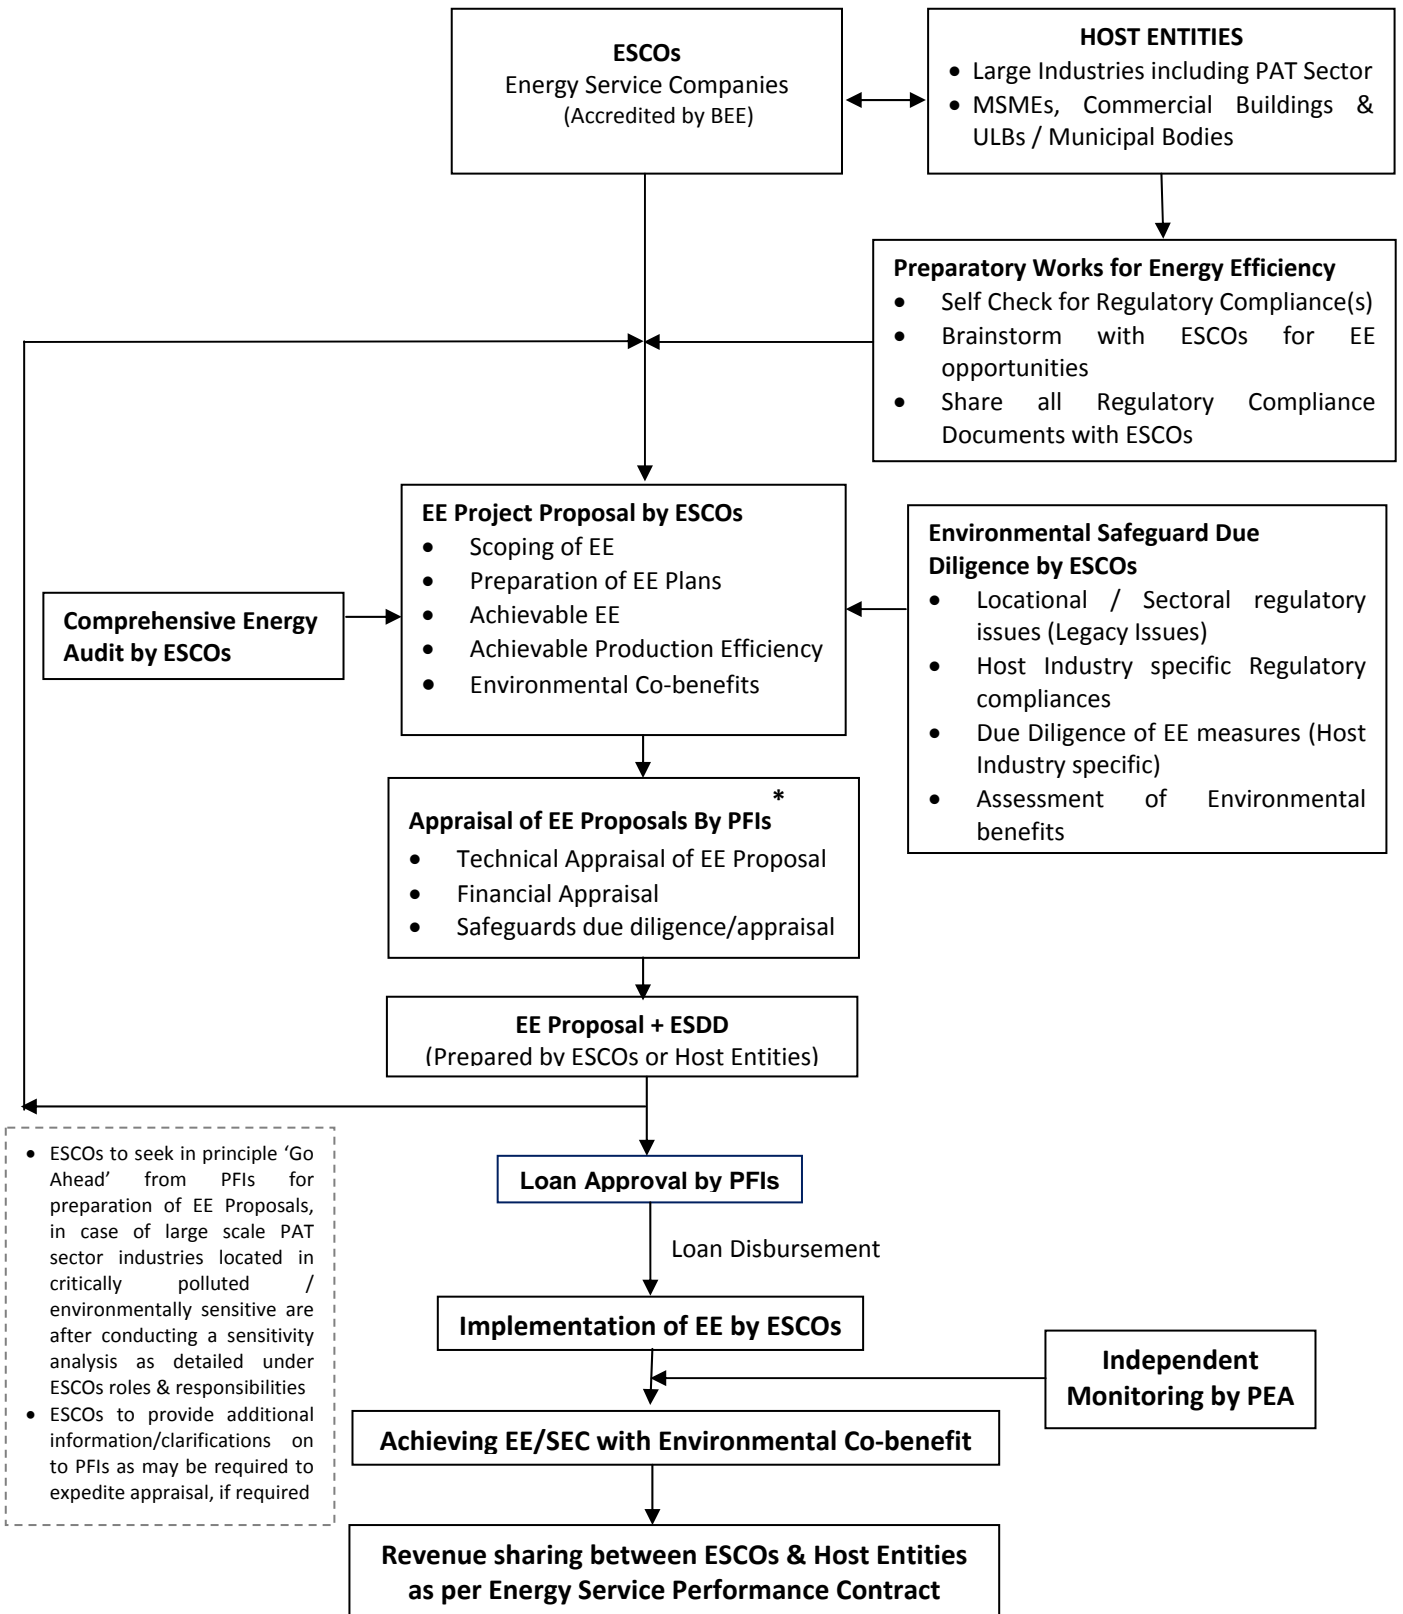 ESCOs
Energy Service Companies
(Accredited by BEE)
HOST ENTITIES
• Large Industries including PAT Sector
• MSMEs, Commercial Buildings &
ULBs / Municipal Bodies
Preparatory Works for Energy Efficiency
• Self Check for Regulatory Compliance(s)
• Brainstorm with ESCOs for EE
opportunities
• Share all Regulatory Compliance
Documents with ESCOs
EE Project Proposal by ESCOs
• Scoping of EE
• Preparation of EE Plans
• Achievable EE
• Achievable Production Efficiency
• Environmental Co-benefits
Comprehensive Energy
Audit by ESCOs
Environmental Safeguard Due
Diligence by ESCOs
• Locational / Sectoral regulatory
issues (Legacy Issues)
• Host Industry specific Regulatory
compliances
• Due Diligence of EE measures (Host
Industry specific)
• Assessment of Environmental
benefits
Appraisal of EE Proposals By PFIs*
• Technical Appraisal of EE Proposal
• Financial Appraisal
• Safeguards due diligence/appraisal
EE Proposal + ESDD
(Prepared by ESCOs or Host Entities)
• ESCOs to seek in principle ‘Go
Ahead’ from PFIs for
preparation of EE Proposals,
in case of large scale PAT
sector industries located in
critically polluted /
environmentally sensitive are
after conducting a sensitivity
analysis as detailed under
ESCOs roles & responsibilities
• ESCOs to provide additional
information/clarifications on
to PFIs as may be required to
expedite appraisal, if required
Loan Approval by PFIs
Loan Disbursement
Implementation of EE by ESCOs
Independent
Monitoring by PEA
Achieving EE/SEC with Environmental Co-benefit
Revenue sharing between ESCOs & Host Entities
as per Energy Service Performance Contract